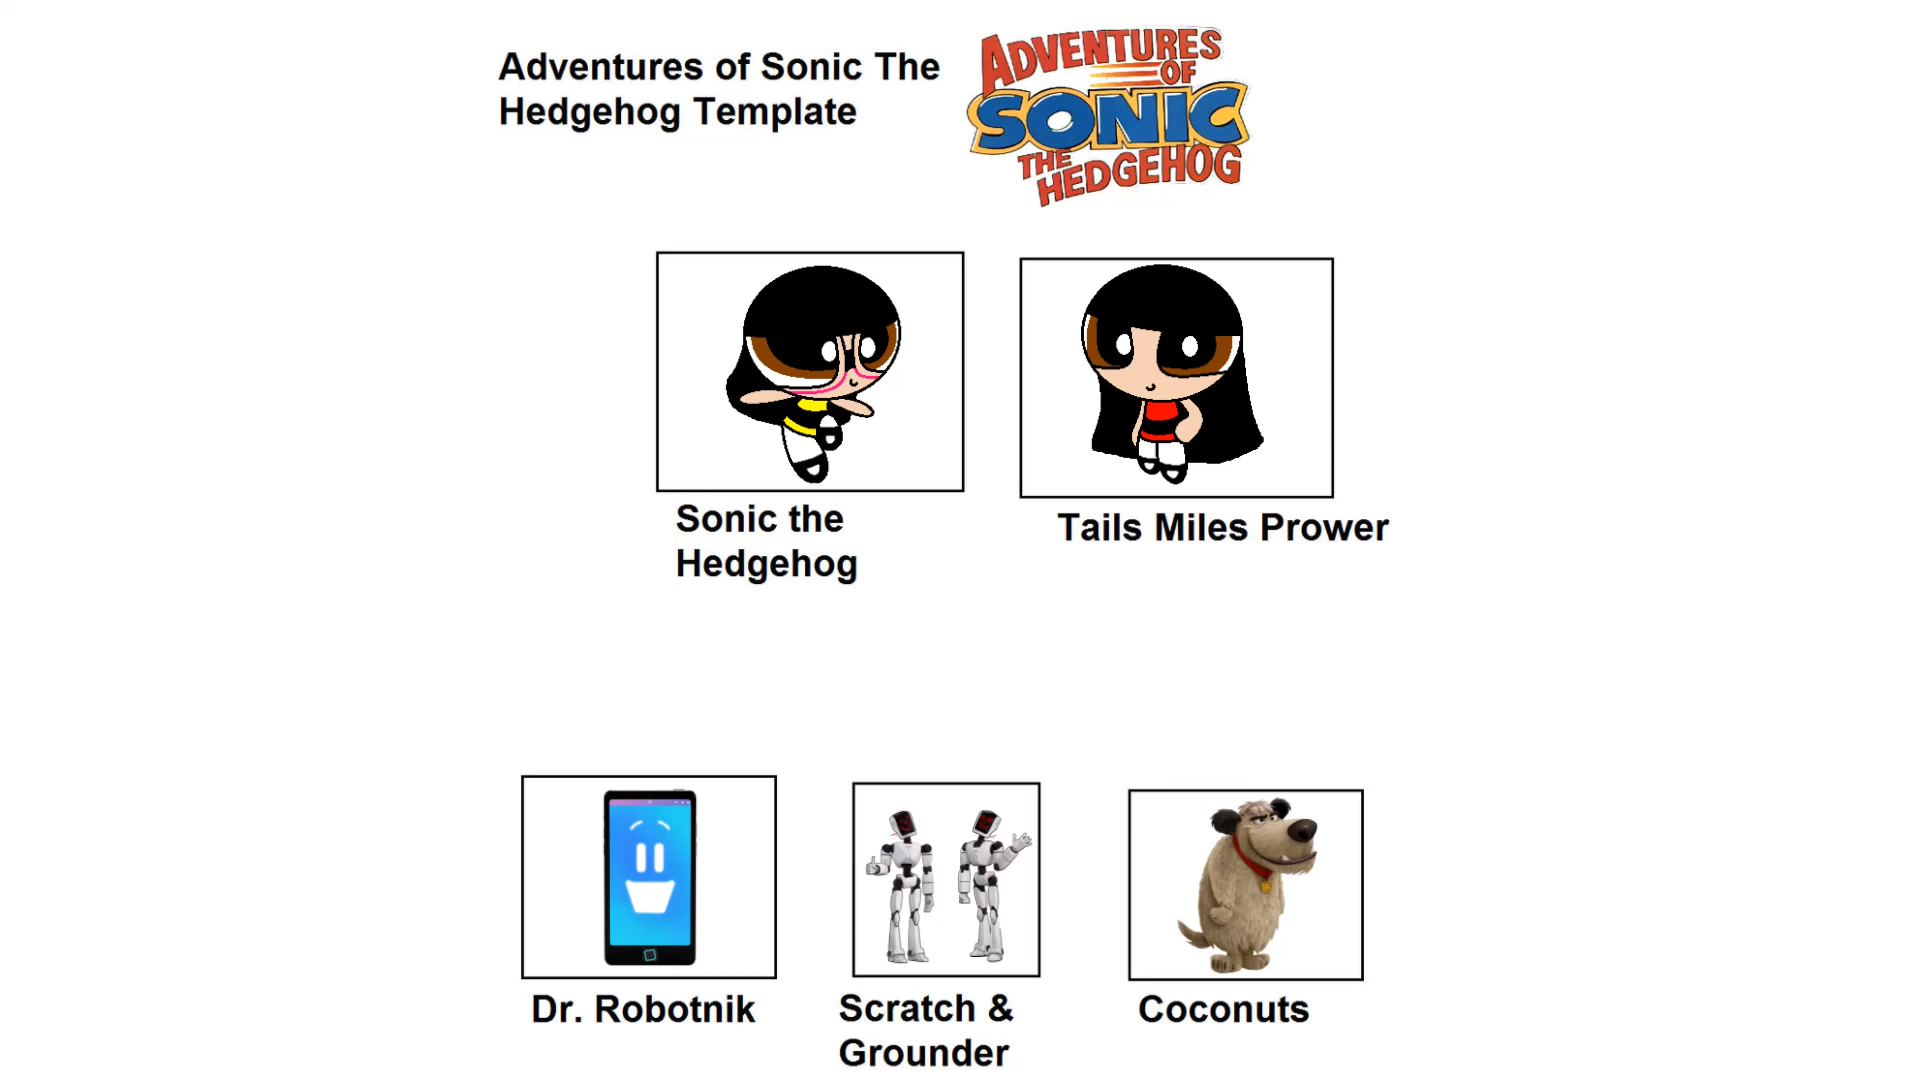 Adventures of Sonic The
Hedgehog Template
ADVENTURES
OF
SONIC
THE
HEDGEHOG
Sonic the
Hedgehog
Tails Miles Prower
Dr. Robotnik
Scratch &
Grounder
Coconuts